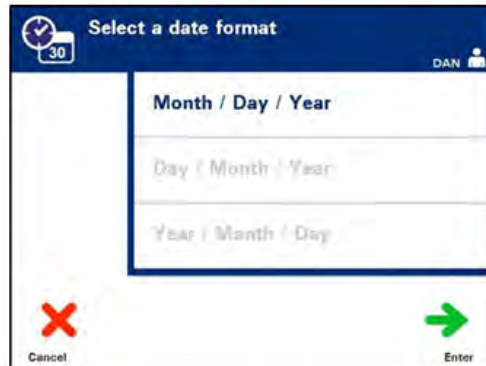 Select a date format
30
DAN
Month / Day / Year
Day / Month / Year
Year / Month / Day
Cancel
Enter